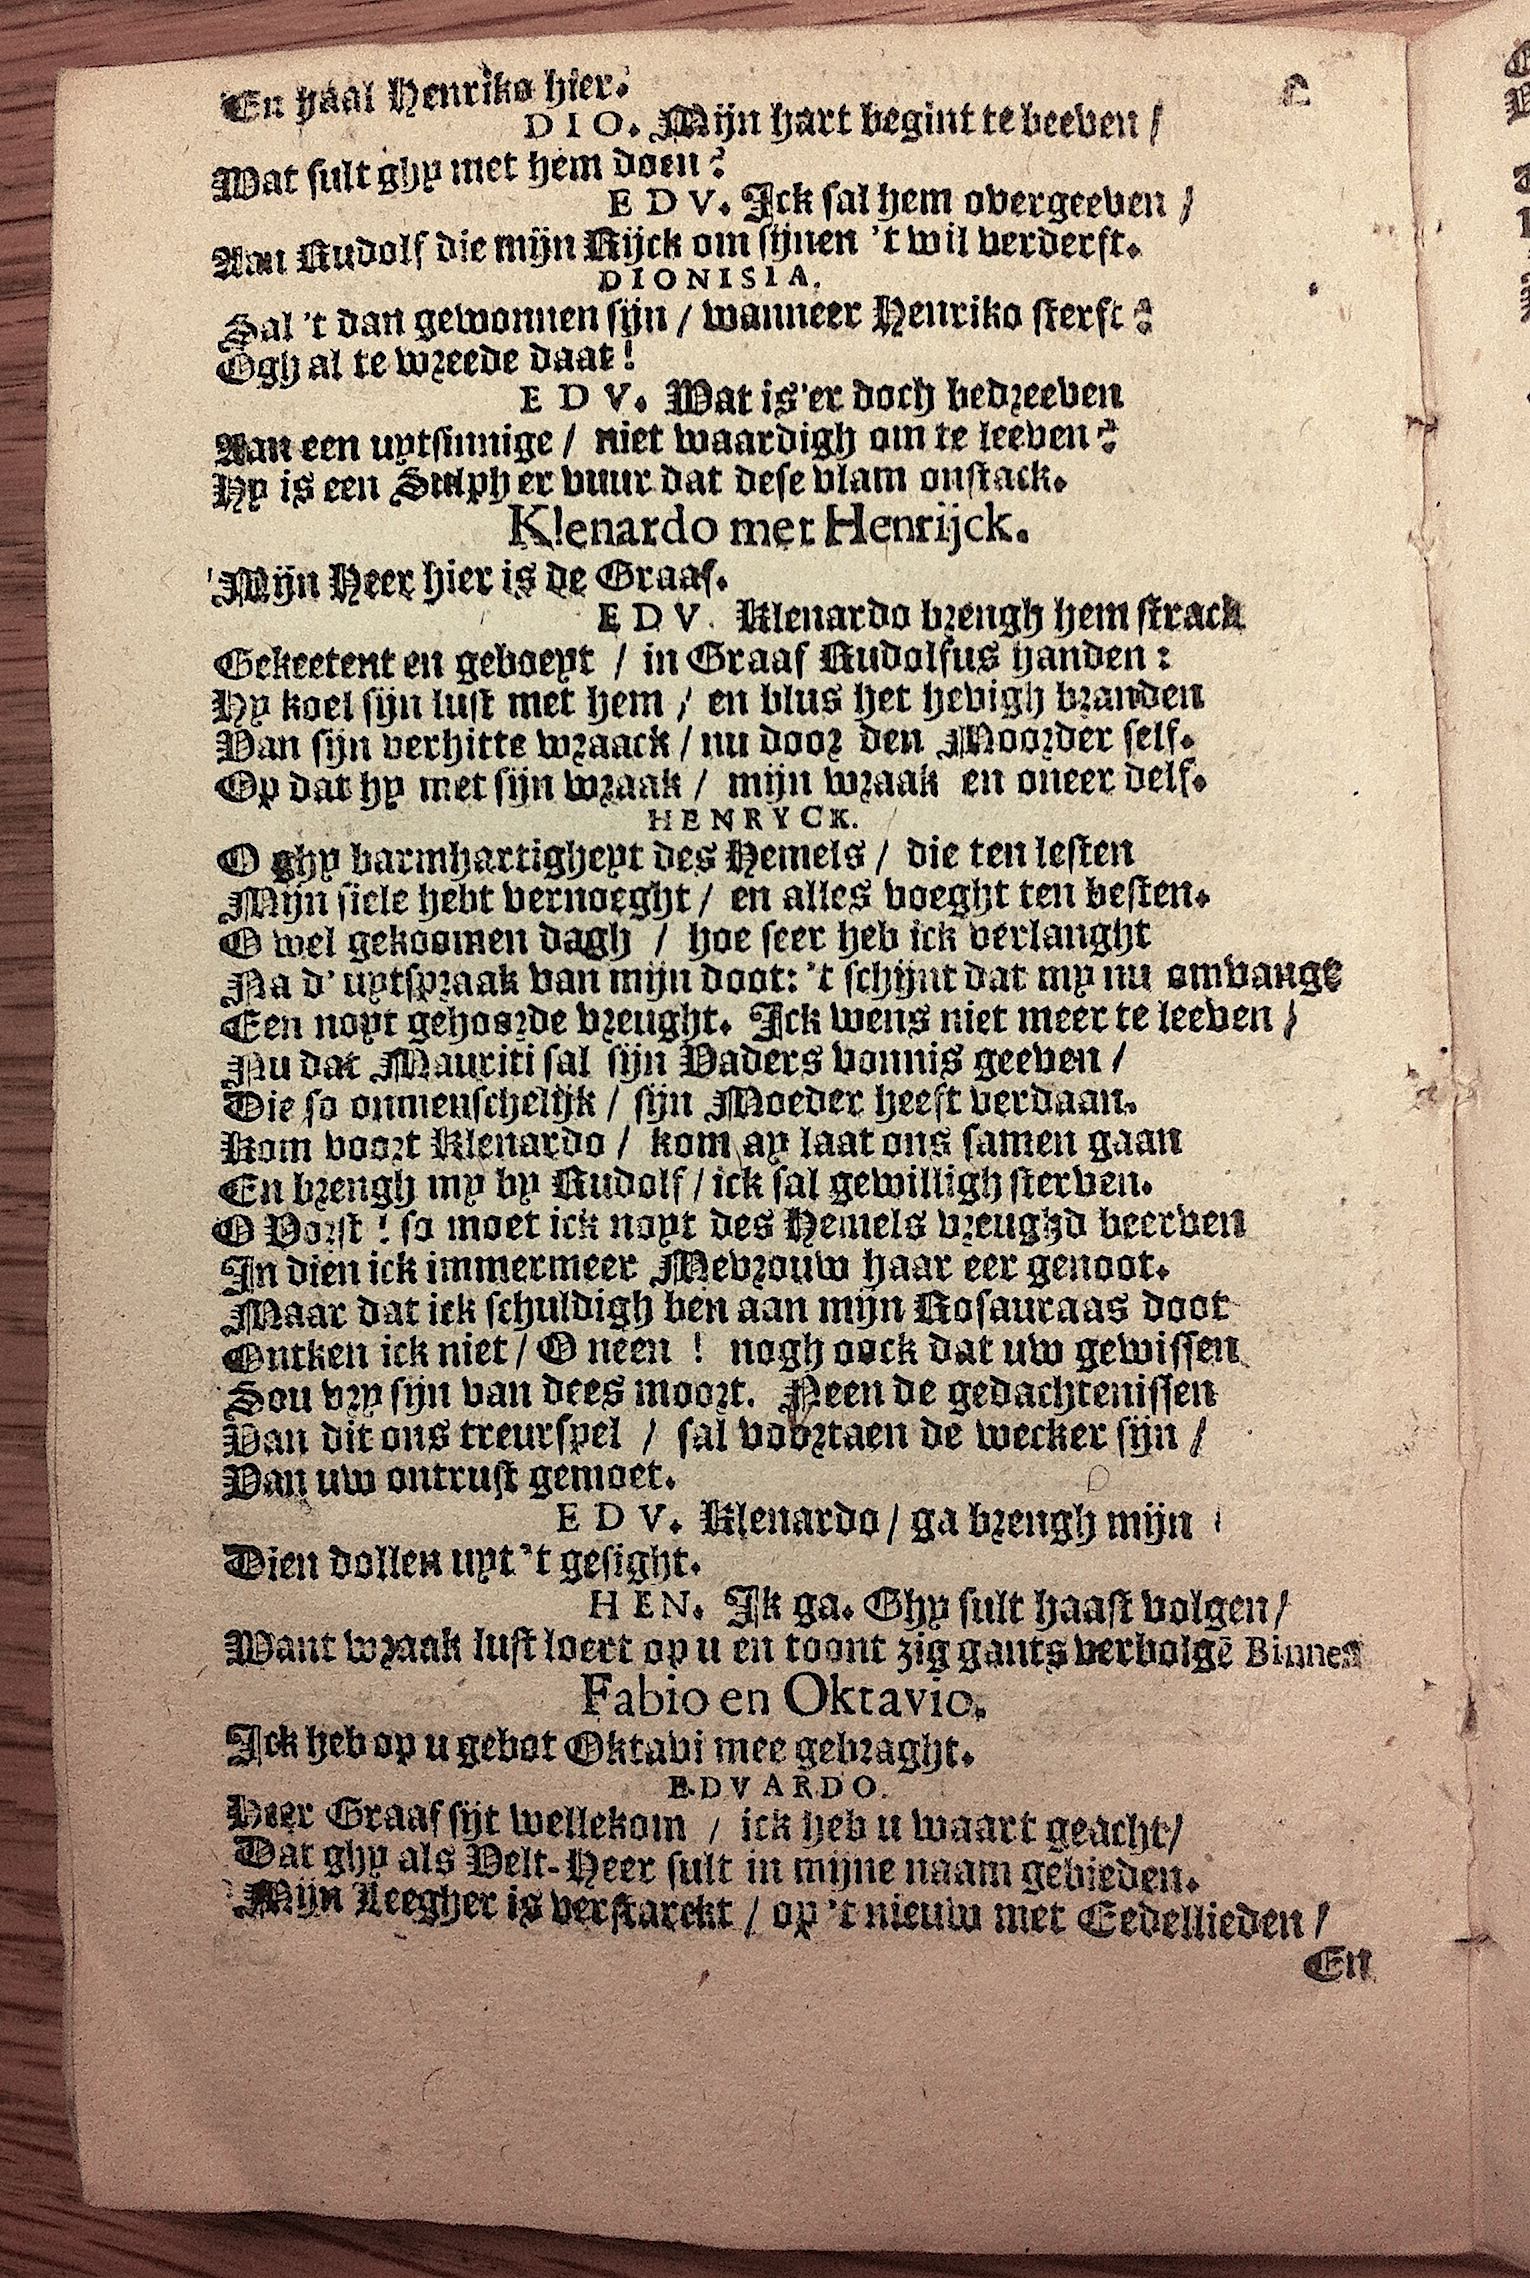 En haal Henriko hier.
DIO. Mijn hart begint te beeven /
Wat sult ghy met hem doen?
EDV. Ick sal hem overgeeven /
Aan Rudolf die mijn Rijck om sijnen 't wil verderft.
DIONISIA.
Sal 't dan gewonnen sijn / wanneer Henriko sterft?
Ogh al te wreede daat!
EDV. Wat is'er doch bedreeven
Aan een uytsinnige / niet waardigh om te leeven?
Hy is een Sulpher vuur dat dese vlam onstack.
Klenardo met Henrijck.
Mijn Heer hier is de Graaf.
EDV. Klenardo brengh hem strack
Gekeetent en geboeyt / in Graaf Rudolfus handen:
Hy koel sijn lust met hem / en blus het hevigh branden
Van sijn verhitte wraack / nu door den Moorder self.
Op dat hy met sijn wraak / mijn wraak en oneer delf.
HENRYCK.
O ghy barmhartigheyt des Hemels / die ten lesten
Mijn siele hebt vernoeght / en alles voeght ten besten.
O wel gekoomen dagh / hoe seer heb ick verlanght
Na d' uytspraak van mijn doot: 't schijnt dat my nu omvangt
Een noyt gehoorde vreught. Ick wens niet meer te leeven /
Nu dat Mauriti sal sijn Vaders vonnis geeven /
Die so onmenschelijk / sijn Moeder heeft verdaan.
Kom voort Klenardo / kom ay laat ons samen gaan
En brengh my by Rudolf / ick sal gewilligh sterven.
O Vorst! so moet ick noyt des Hemels vreughd beerven
In dien ick immermeer Mevrouw haar eer genoot.
Maar dat ick schuldigh ben aan mijn Rosauraas doot
Ontken ick niet / O neen! nogh oock dat uw gewissen
Sou vry sijn van dees moort. Neen de gedachtenissen
Van dit ons treurspel / sal voortaen de wecker sijn /
Van uw ontrust gemoet.
EDV. Klenardo / ga brengh mijn
Dien dollen uyt 't gesight.
HEN. Ik ga. Ghy sult haast volgen /
Want wraak lust loert op u en toont zig gants verbolgē Binnen
Fabio en Oktavio.
Ick heb op u gebot Oktavi mee gebraght.
EDVARDO.
Heer Graaf sijt wellekom / ick heb u waart geacht /
Dat ghy als Velt-Heer sult in mijne naam gebieden.
Mijn Leegher is verstarckt / op 't nieuw met Eedellieden /
En